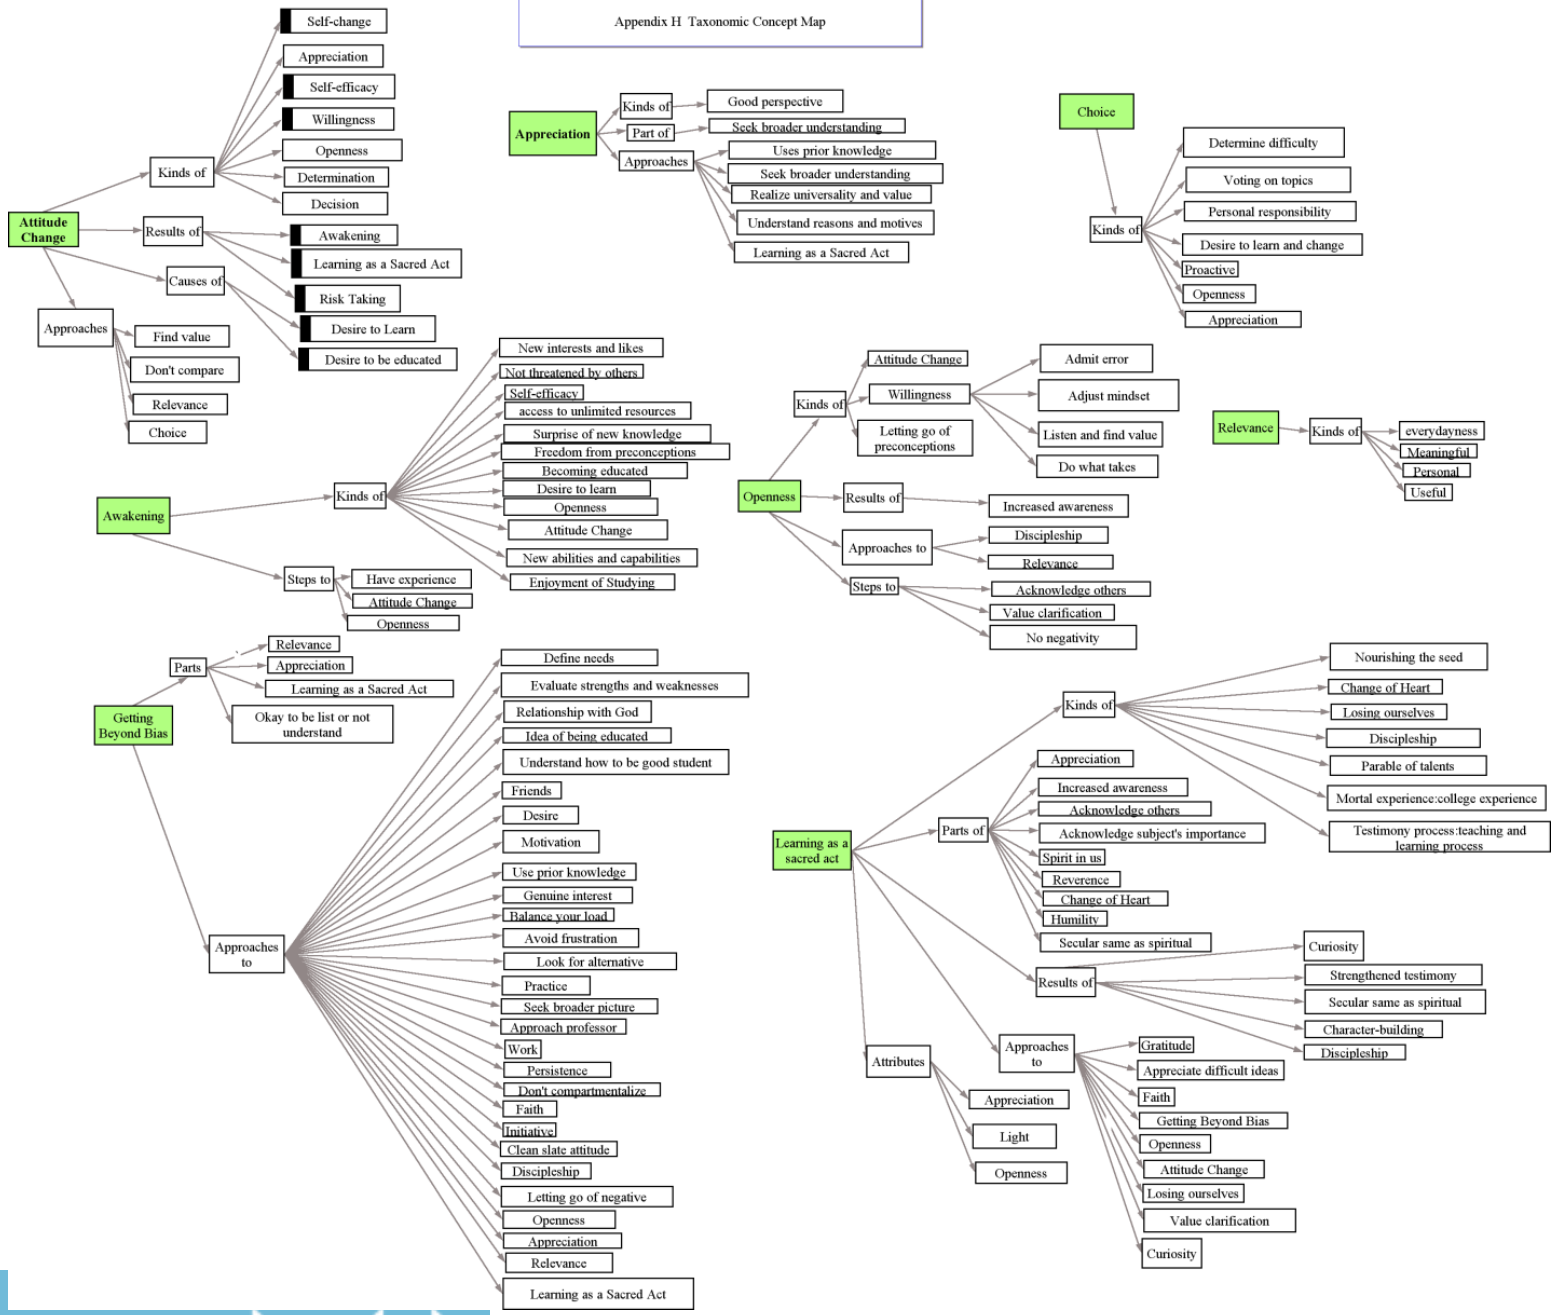 Appendix H Taxonomic Concept Map
Attitude
Change
Kinds of
Self-change
Appreciation
Self-efficacy
Willingness
Openness
Determination
Decision
Results of
Awakening
Learning as a Sacred Act
Risk Taking
Causes of
Desire to Learn
Desire to be educated
Approaches
Find value
Don't compare
Relevance
Choice
Appreciation
Kinds of
Good perspective
Part of
Seek broader understanding
Approaches
Uses prior knowledge
Seek broader understanding
Realize universality and value
Understand reasons and motives
Learning as a Sacred Act
Choice
Kinds of
Determine difficulty
Voting on topics
Personal responsibility
Desire to learn and change
Proactive
Openness
Appreciation
Awakening
Kinds of
New interests and likes
Not threatened by others
Self-efficacy
access to unlimited resources
Surprise of new knowledge
Freedom from preconceptions
Becoming educated
Desire to learn
Openness
Attitude Change
New abilities and capabilities
Enjoyment of Studying
Steps to
Have experience
Attitude Change
Openness
Openness
Kinds of
Attitude Change
Willingness
Admit error
Adjust mindset
Listen and find value
Do what takes
Letting go of
preconceptions
Results of
Increased awareness
Approaches to
Discipleship
Relevance
Steps to
Acknowledge others
Value clarification
No negativity
Relevance
Kinds of
everydayness
Meaningful
Personal
Useful
Getting
Beyond Bias
Parts
Relevance
Appreciation
Learning as a Sacred Act
Okay to be list or not
understand
Approaches
to
Define needs
Evaluate strengths and weaknesses
Relationship with God
Idea of being educated
Understand how to be good student
Friends
Desire
Motivation
Use prior knowledge
Genuine interest
Balance your load
Avoid frustration
Look for alternative
Practice
Seek broader picture
Approach professor
Work
Persistence
Don't compartmentalize
Faith
Initiative
Clean slate attitude
Discipleship
Letting go of negative
Openness
Appreciation
Relevance
Learning as a Sacred Act
Learning as a
sacred act
Kinds of
Nourishing the seed
Change of Heart
Losing ourselves
Discipleship
Parable of talents
Mortal experience:college experience
Testimony process:teaching and
learning process
Parts of
Appreciation
Increased awareness
Acknowledge others
Acknowledge subject's importance
Spirit in us
Reverence
Change of Heart
Humility
Secular same as spiritual
Results of
Curiosity
Strengthened testimony
Secular same as spiritual
Character-building
Discipleship
Approaches
to
Gratitude
Appreciate difficult ideas
Faith
Getting Beyond Bias
Openness
Attitude Change
Losing ourselves
Value clarification
Curiosity
Attributes
Appreciation
Light
Openness